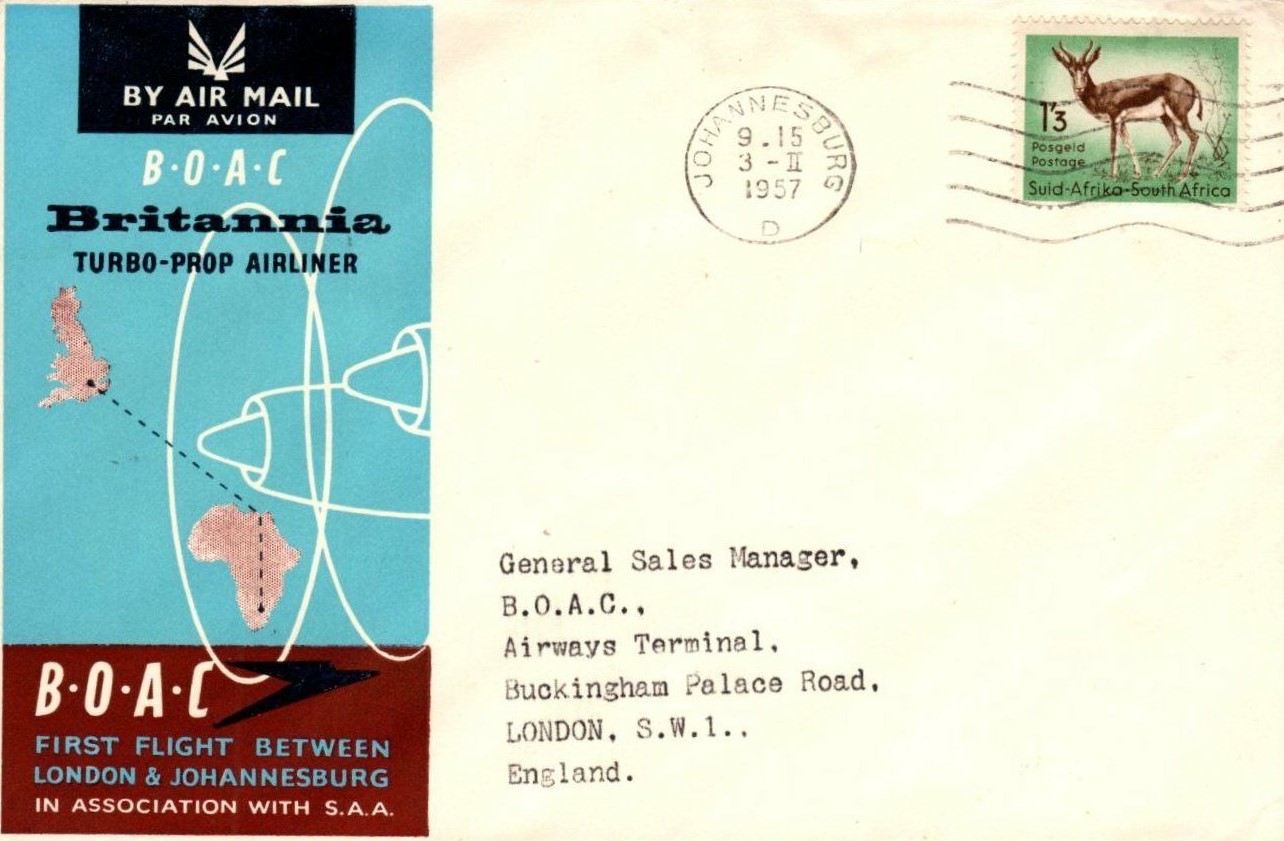 BY AIR MAIL
PAR AVION
B·O·A·C
Britannia
TURBO-PROP AIRLINER
B·O·A·C
FIRST FLIGHT BETWEEN
LONDON & JOHANNESBURG
IN ASSOCIATION WITH S.A.A.
JOHANNESBURG
9.15
3-II
1957
D
1'3
Posgeld
Postage
Suid-Afrika-South Africa
General Sales Manager,
B.O.A.C.,
Airways Terminal,
Buckingham Palace Road,
LONDON, S.W.1.,
England.